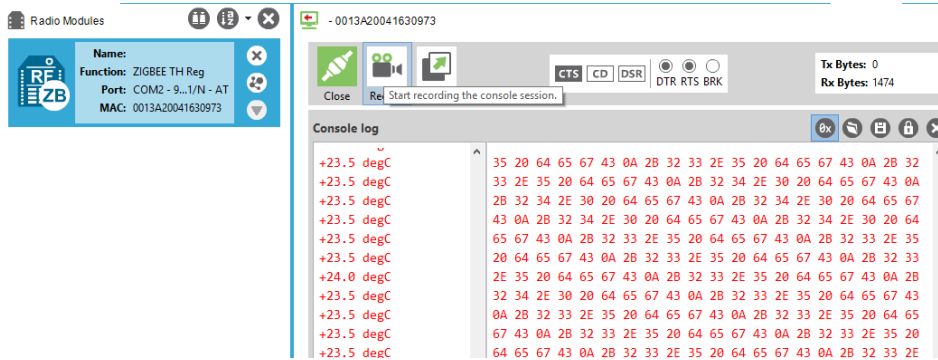 Radio Modules
Name:
Function: ZIGBEE TH Reg
Port: COM2 - 9...1/N - AT
MAC: 0013A20041630973
RF
ZB
- 0013A20041630973
Close
Start recording the console session.
CTS CD DSR
DTR RTS BRK
Tx Bytes: 0
Rx Bytes: 1474
Console log
0x
+23.5 degC
+23.5 degC
+23.5 degC
+23.5 degC
+23.5 degC
+23.5 degC
+24.0 degC
+23.5 degC
+23.5 degC
+23.5 degC
+23.5 degC
35 20 64 65 67 43 0A 2B 32 33 2E 35 20 64 65 67 43 0A 2B 32
33 2E 35 20 64 65 67 43 0A 2B 32 34 2E 30 20 64 65 67 43 0A
2B 32 34 2E 30 20 64 65 67 43 0A 2B 32 34 2E 30 20 64 65 67
43 0A 2B 32 34 2E 30 20 64 65 67 43 0A 2B 32 34 2E 30 20 64
65 67 43 0A 2B 32 33 2E 35 20 64 65 67 43 0A 2B 32 33 2E 35
20 64 65 67 43 0A 2B 32 33 2E 35 20 64 65 67 43 0A 2B 32 33
2E 35 20 64 65 67 43 0A 2B 32 33 2E 35 20 64 65 67 43 0A 2B
32 34 2E 30 20 64 65 67 43 0A 2B 32 33 2E 35 20 64 65 67 43
0A 2B 32 33 2E 35 20 64 65 67 43 0A 2B 32 33 2E 35 20 64 65
67 43 0A 2B 32 33 2E 35 20 64 65 67 43 0A 2B 32 33 2E 35 20
64 65 67 43 0A 2B 32 33 2E 35 20 64 65 67 43 0A 2B 32 33 2E